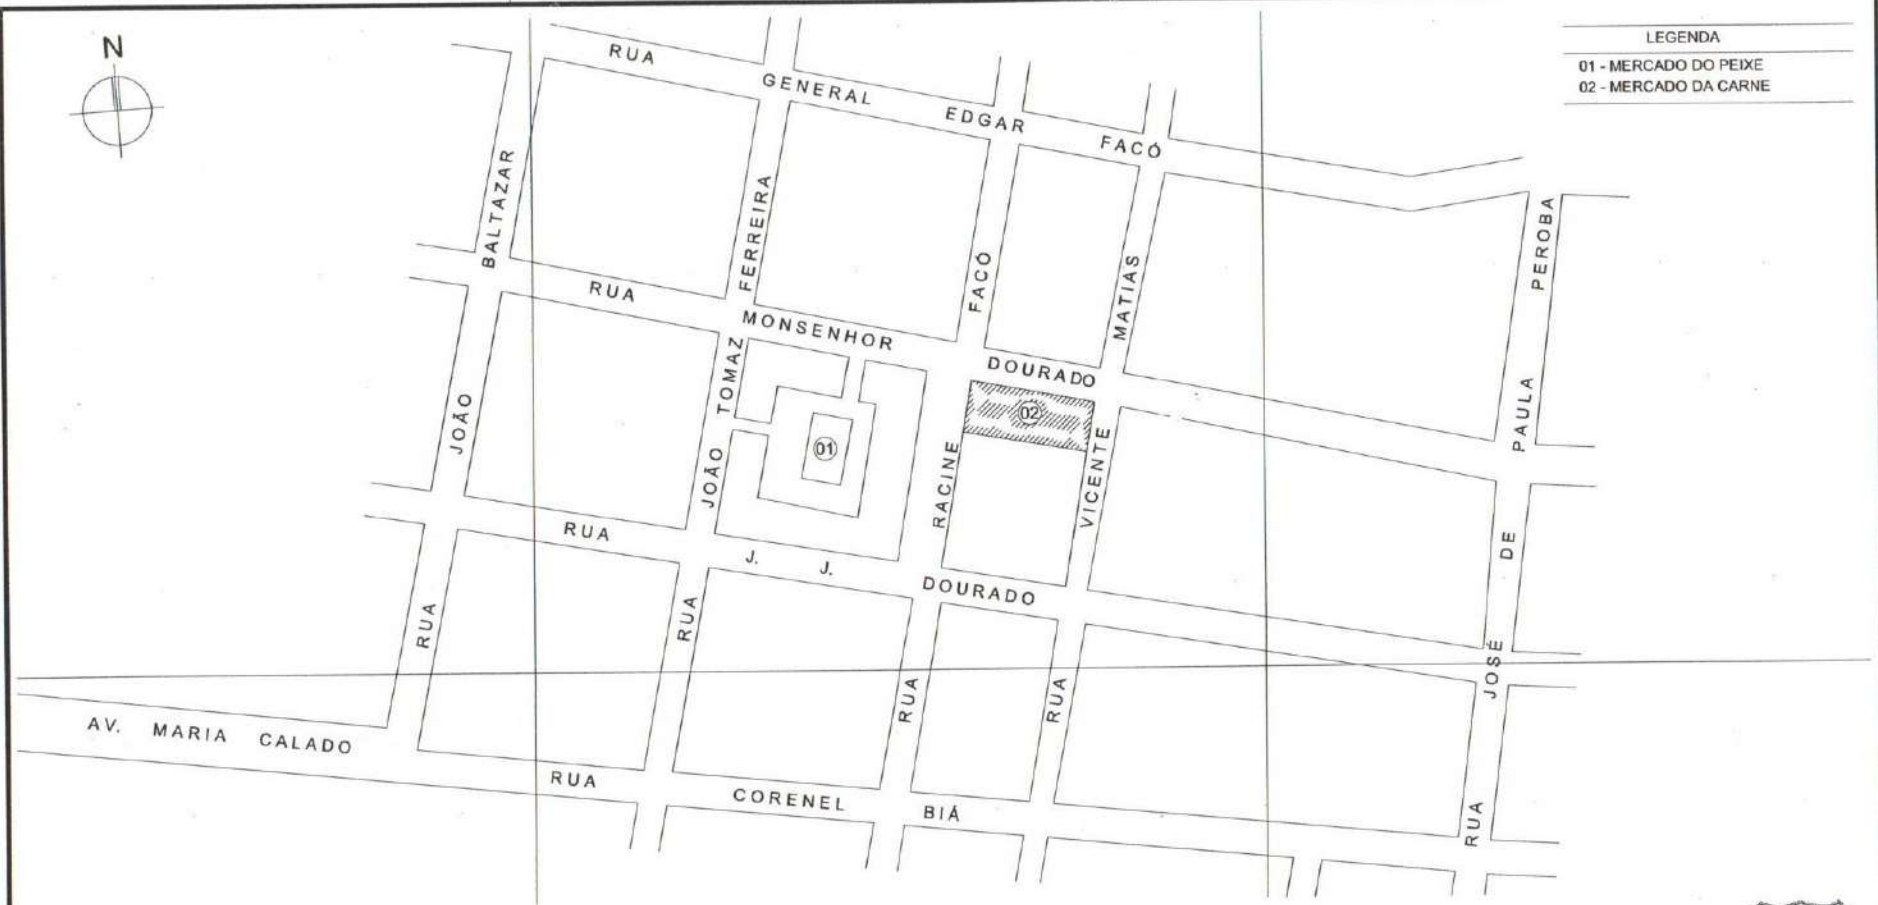 N
LEGENDA
01 - MERCADO DO PEIXE
02 - MERCADO DA CARNE
RUA GENERAL EDGAR FACÓ
RUA JOÃO BALTAZAR
RUA JOÃO TOMAZ FERREIRA
RUA RACINE FACÓ
RUA VICENTE MATIAS
RUA JOSÉ DE PAULA PEROBA
RUA MONSENHOR DOURADO
01
02
RUA J. J. DOURADO
AV. MARIA CALADO
RUA CORENEL BIÁ